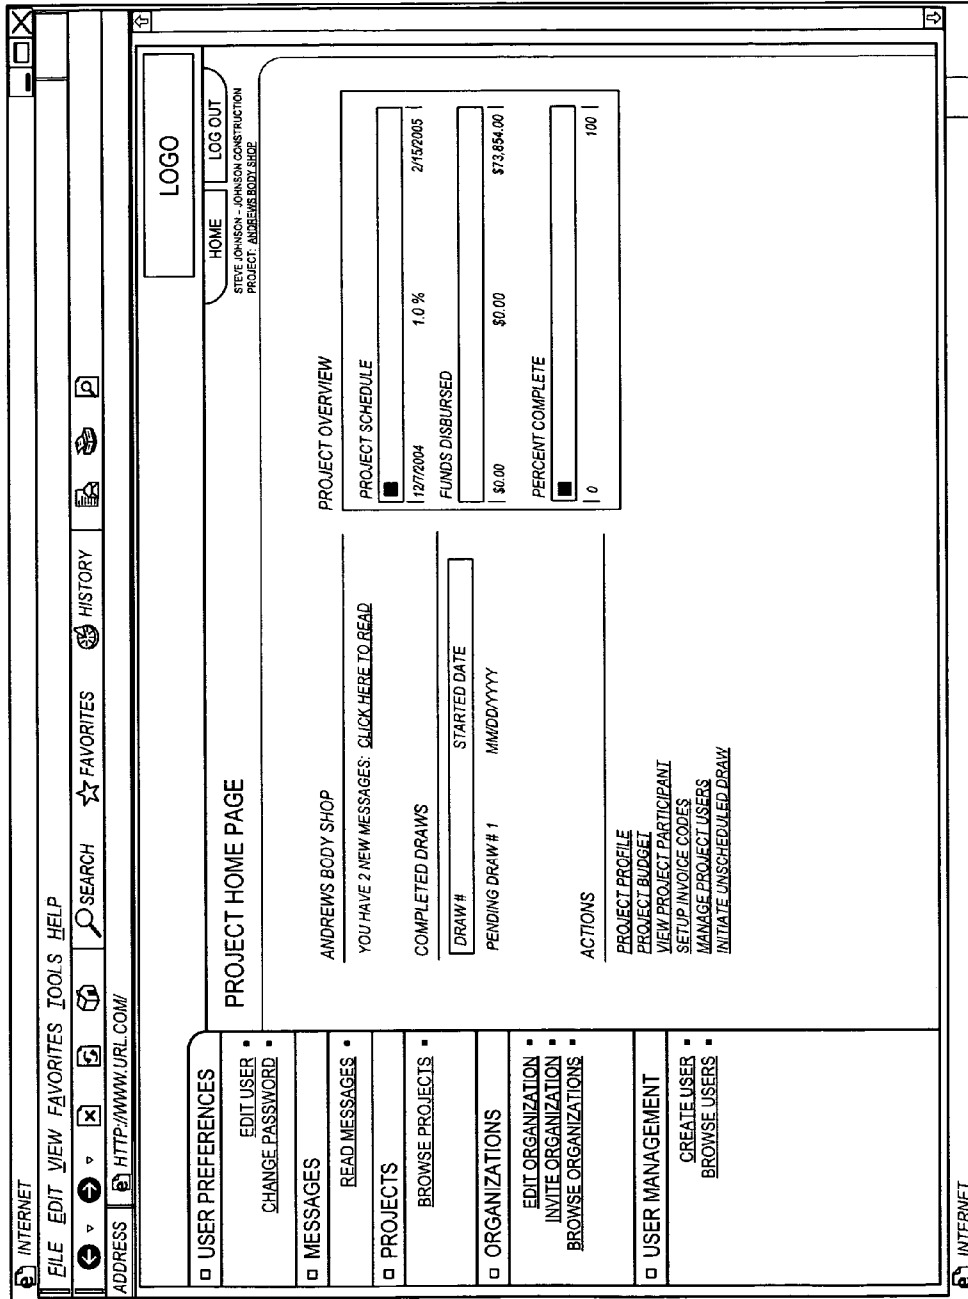 INTERNET
FILE EDIT VIEW FAVORITES TOOLS HELP
SEARCH FAVORITES HISTORY
ADDRESS HTTP://WWW.URL.COM/
LOGO
HOME LOG OUT
STEVE JOHNSON - JOHNSON CONSTRUCTION
PROJECT: ANDREWS BODY SHOP
USER PREFERENCES
EDIT USER
CHANGE PASSWORD
MESSAGES
READ MESSAGES
PROJECTS
BROWSE PROJECTS
ORGANIZATIONS
EDIT ORGANIZATION
INVITE ORGANIZATION
BROWSE ORGANIZATIONS
USER MANAGEMENT
CREATE USER
BROWSE USERS
PROJECT HOME PAGE
ANDREWS BODY SHOP
YOU HAVE 2 NEW MESSAGES: CLICK HERE TO READ
COMPLETED DRAWS
DRAW # STARTED DATE
PENDING DRAW # 1 MM/DD/YYYY
ACTIONS
PROJECT PROFILE
PROJECT BUDGET
VIEW PROJECT PARTICIPANT
SETUP INVOICE CODES
MANAGE PROJECT USERS
INITIATE UNSCHEDULED DRAW
PROJECT OVERVIEW
PROJECT SCHEDULE
12/7/2004 1.0 % 2/15/2005
FUNDS DISBURSED
$0.00 $0.00 $73,854.00
PERCENT COMPLETE
0 100
INTERNET